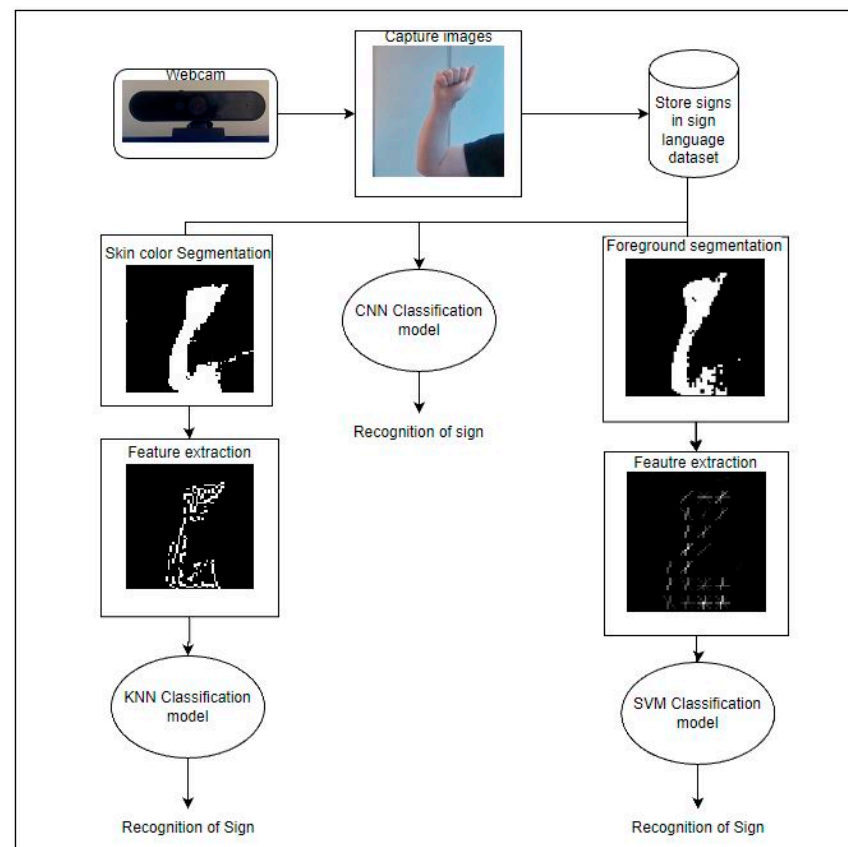 Webcam
Capture images
Store signs
in sign
language
dataset
Skin color Segmentation
CNN Classification
model
Recognition of sign
Foreground segmentation
Feature extraction
KNN Classification
model
Recognition of Sign
Feautre extraction
SVM Classification
model
Recognition of Sign